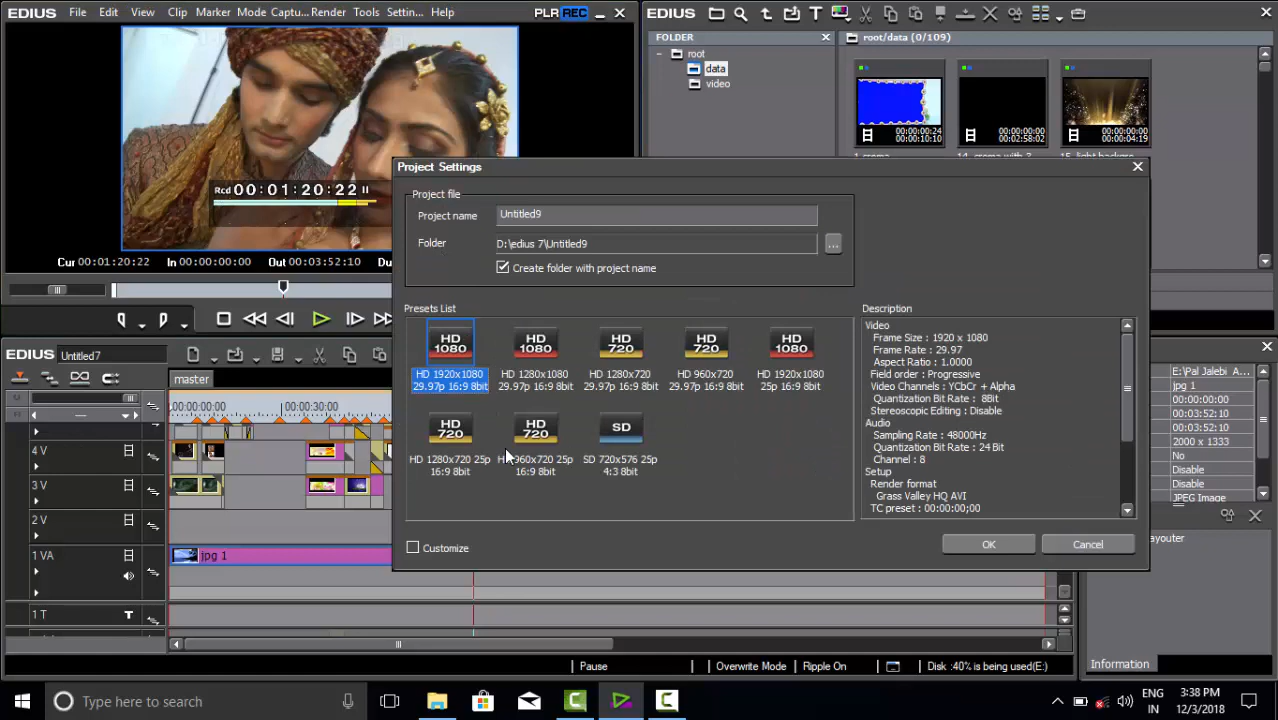 EDIUS File Edit View Clip Marker Mode Captu... Render Tools Settin... Help PLR REC
EDIUS
FOLDER
root
data
video
root/data (0/109)
00:00:00:24
00:00:10:10
00:00:00:00
00:02:58:02
00:00:00:00
00:00:04:19
Rcd 00:01:20:22
Cur 00:01:20:22 In 00:00:00:00 Out 00:03:52:10
Project Settings
Project file
Project name Untitled9
Folder D:\edius 7\Untitled9
...
Create folder with project name
Presets List
HD 1080
HD 1920x1080
29.97p 16:9 8bit
HD 1080
HD 1280x1080
29.97p 16:9 8bit
HD 720
HD 1280x720
29.97p 16:9 8bit
HD 720
HD 960x720
29.97p 16:9 8bit
HD 1080
HD 1920x1080
25p 16:9 8bit
HD 720
HD 1280x720 25p
16:9 8bit
HD 720
HD 960x720 25p
16:9 8bit
SD
SD 720x576 25p
4:3 8bit
Description
Video
Frame Size : 1920 x 1080
Frame Rate : 29.97
Aspect Ratio : 1.0000
Field order : Progressive
Video Channels : YCbCr + Alpha
Quantization Bit Rate : 8Bit
Stereoscopic Editing : Disable
Audio
Sampling Rate : 48000Hz
Quantization Bit Rate : 24 Bit
Channel : 8
Setup
Render format
Grass Valley HQ AVI
TC preset : 00:00:00;00
Customize
OK
Cancel
E:\Pal Jalebi A...
jpg 1
00:00:00:00
00:03:52:10
00:03:52:10
2000 x 1333
No
Disable
Disable
JPEG Image
Information
EDIUS Untitled7
master
00:00:00:00 00:00:30:00
4 V
3 V
2 V
1 VA
jpg 1
1 T
T
Pause Overwrite Mode Ripple On Disk :40% is being used(E:)
Type here to search
ENG
IN
3:38 PM
12/3/2018